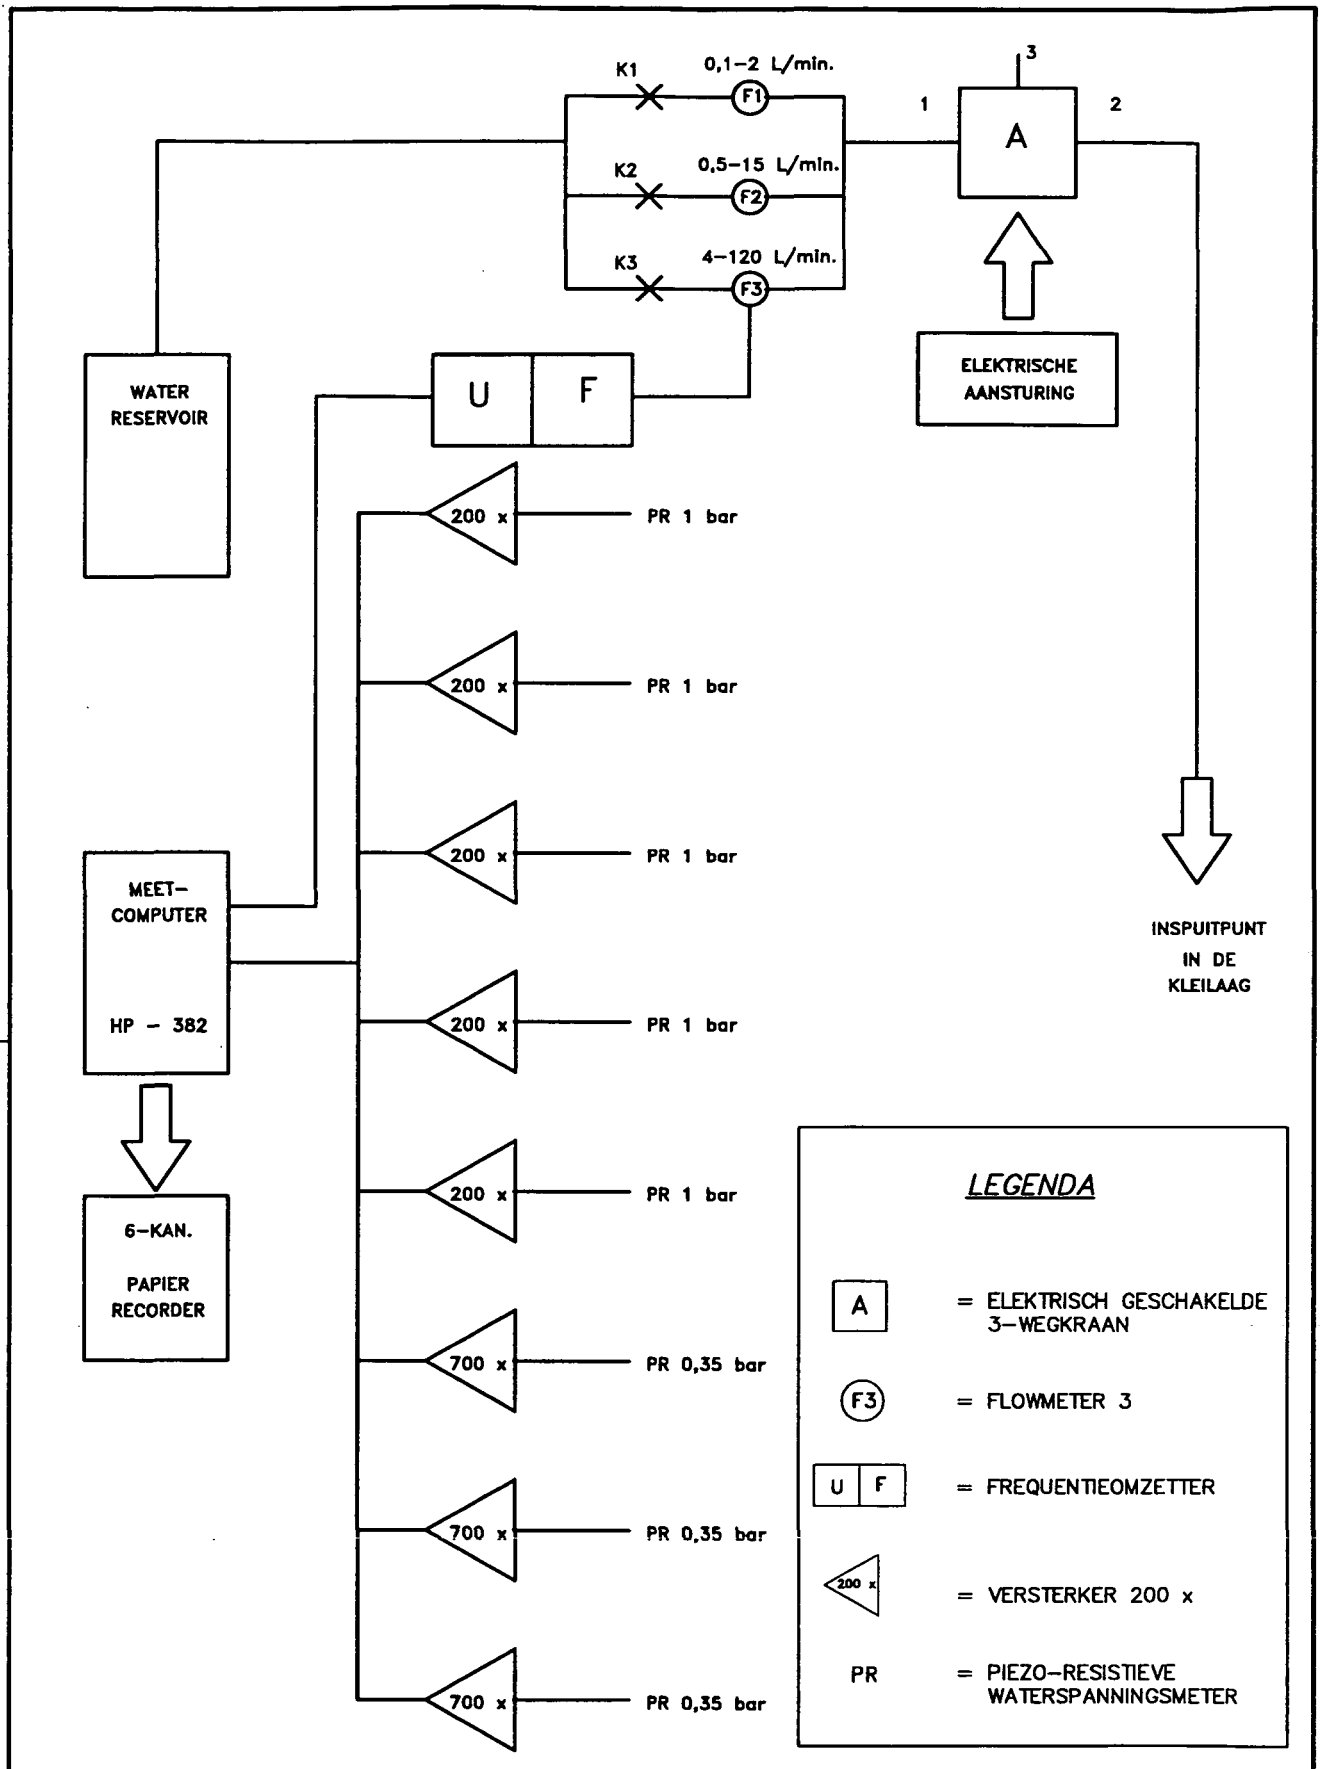 3
0,1-2 L/min.
K1
F1
1
2
A
0,5-15 L/min.
K2
F2
4-120 L/min.
K3
F3
WATER
RESERVOIR
U F
ELEKTRISCHE
AANSTURING
200 x PR 1 bar
200 x PR 1 bar
200 x PR 1 bar
MEET-
COMPUTER
HP - 382
INSPUITPUNT
IN DE
KLEILAAG
200 x PR 1 bar
200 x PR 1 bar
6-KAN.
PAPIER
RECORDER
700 x PR 0,35 bar
700 x PR 0,35 bar
700 x PR 0,35 bar
LEGENDA
A = ELEKTRISCH GESCHAKELDE
3-WEGKRAAN
F3 = FLOWMETER 3
U F = FREQUENTIEOMZETTER
200 x = VERSTERKER 200 x
PR = PIEZO-RESISTIEVE
WATERSPANNINGSMETER